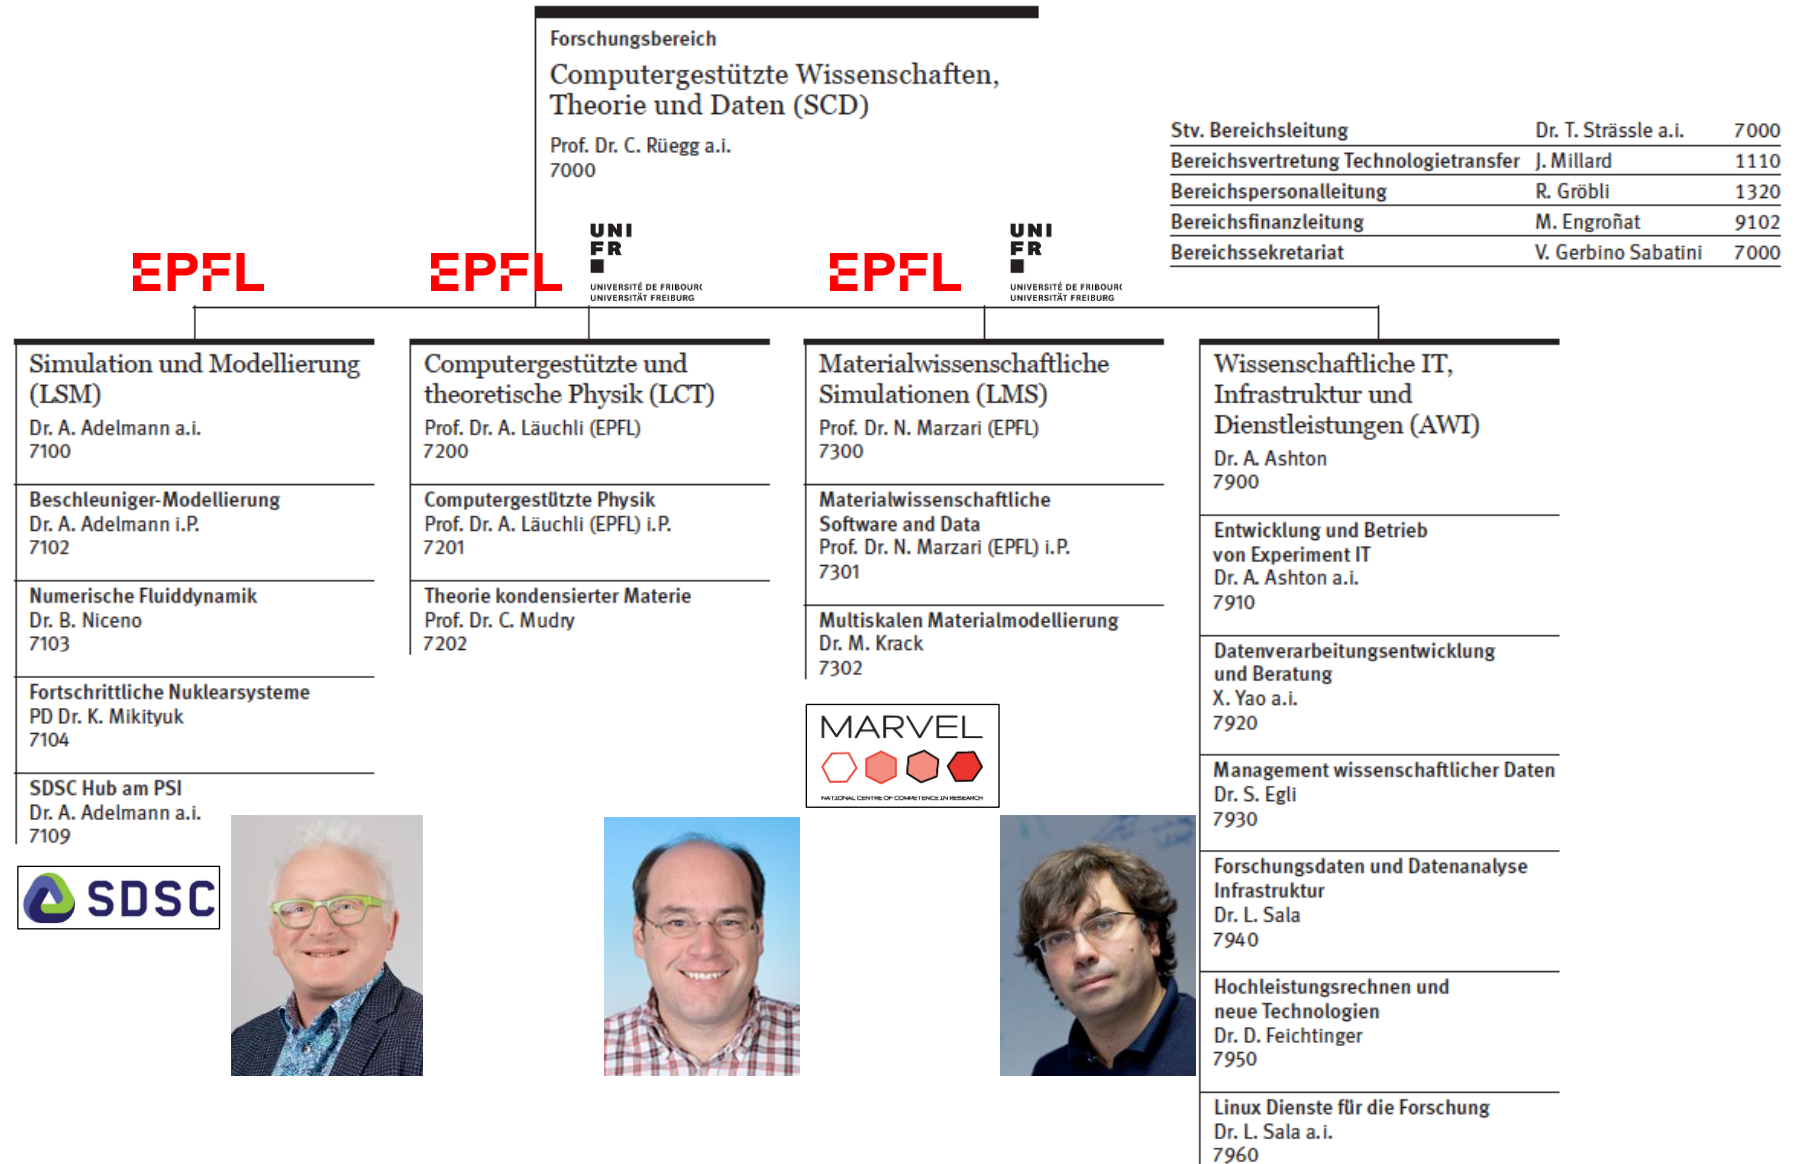 Forschungsbereich
Computergestützte Wissenschaften,
Theorie und Daten (SCD)
Prof. Dr. C. Rüegg a.i.
7000
Stv. Bereichsleitung Dr. T. Strässle a.i. 7000
Bereichsvertretung Technologietransfer J. Millard 1110
Bereichspersonalleitung R. Gröbli 1320
Bereichsfinanzleitung M. Engroñat 9102
Bereichssekretariat V. Gerbino Sabatini 7000
EPFL
EPFL
UNI
FR
UNIVERSITÉ DE FRIBOURG
UNIVERSITÄT FREIBURG
EPFL
UNI
FR
UNIVERSITÉ DE FRIBOURG
UNIVERSITÄT FREIBURG
Simulation und Modellierung
(LSM)
Dr. A. Adelmann a.i.
7100
Beschleuniger-Modellierung
Dr. A. Adelmann i.P.
7102
Numerische Fluiddynamik
Dr. B. Niceno
7103
Fortschrittliche Nuklearsysteme
PD Dr. K. Mikityuk
7104
SDSC Hub am PSI
Dr. A. Adelmann a.i.
7109
SDSC
Computergestützte und
theoretische Physik (LCT)
Prof. Dr. A. Läuchli (EPFL)
7200
Computergestützte Physik
Prof. Dr. A. Läuchli (EPFL) i.P.
7201
Theorie kondensierter Materie
Prof. Dr. C. Mudry
7202
Materialwissenschaftliche
Simulationen (LMS)
Prof. Dr. N. Marzari (EPFL)
7300
Materialwissenschaftliche
Software and Data
Prof. Dr. N. Marzari (EPFL) i.P.
7301
Multiskalen Materialmodellierung
Dr. M. Krack
7302
MARVEL
NATIONAL CENTRE OF COMPETENCE IN RESEARCH
Wissenschaftliche IT,
Infrastruktur und
Dienstleistungen (AWI)
Dr. A. Ashton
7900
Entwicklung und Betrieb
von Experiment IT
Dr. A. Ashton a.i.
7910
Datenverarbeitungsentwicklung
und Beratung
X. Yao a.i.
7920
Management wissenschaftlicher Daten
Dr. S. Egli
7930
Forschungsdaten und Datenanalyse
Infrastruktur
Dr. L. Sala
7940
Hochleistungsrechnen und
neue Technologien
Dr. D. Feichtinger
7950
Linux Dienste für die Forschung
Dr. L. Sala a.i.
7960